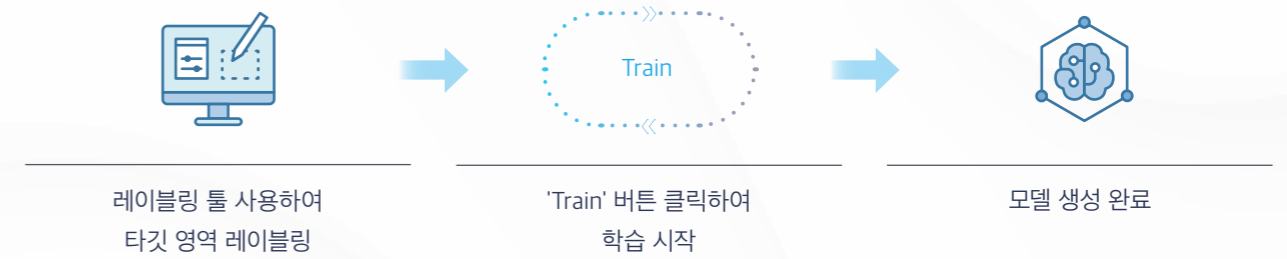 Train
레이블링 툴 사용하여
타깃 영역 레이블링
'Train' 버튼 클릭하여
학습 시작
모델 생성 완료